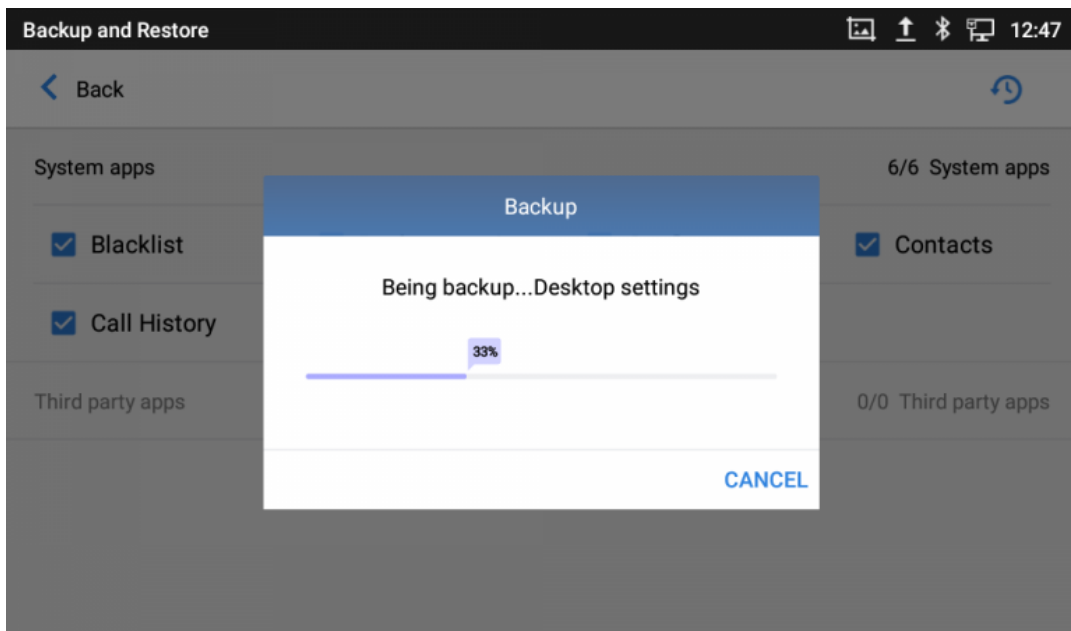 Backup and Restore 12:47
Back
System apps 6/6 System apps
Backup
Blacklist Contacts
Being backup...Desktop settings
Call History
33%
Third party apps 0/0 Third party apps
CANCEL